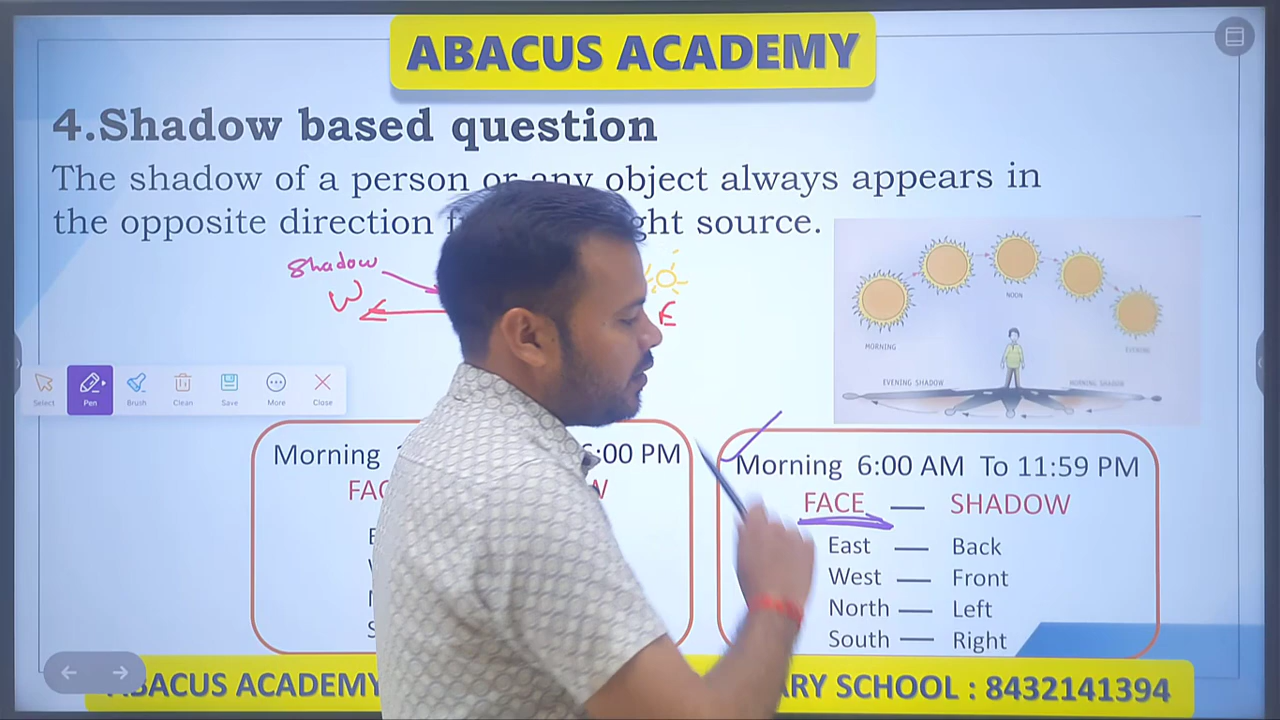 ABACUS ACADEMY
4.Shadow based question
The shadow of a person or any object always appears in
the opposite direction ght source.
Shadow
W
E
MORNING
NOON
EVENING
EVENING SHADOW
MORNING SHADOW
Select Pen Brush Clean Save More Close
Morning 6:00 PM
FAC W
Morning 6:00 AM To 11:59 PM
FACE — SHADOW
East — Back
West — Front
North — Left
South — Right
ABACUS ACADEMY ARY SCHOOL : 8432141394